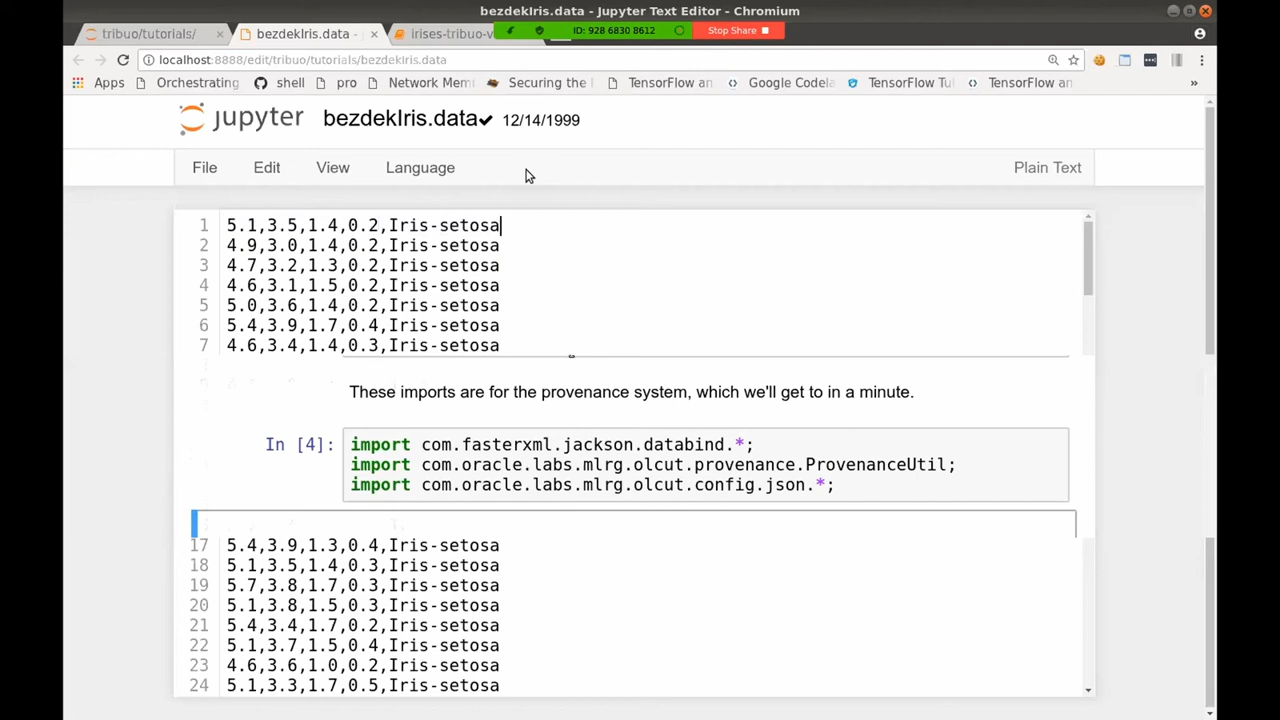 bezdekIris.data - Jupyter Text Editor - Chromium
tribuo/tutorials/ × bezdekIris.data - × irises-tribuo-v
ID: 928 6830 8612 Stop Share
localhost:8888/edit/tribuo/tutorials/bezdekIris.data
Apps Orchestrating shell pro Network Mem Securing the TensorFlow an Google Codela TensorFlow Tu TensorFlow an »
jupyter bezdekIris.data 12/14/1999
File Edit View Language Plain Text
1 5.1,3.5,1.4,0.2,Iris-setosa
2 4.9,3.0,1.4,0.2,Iris-setosa
3 4.7,3.2,1.3,0.2,Iris-setosa
4 4.6,3.1,1.5,0.2,Iris-setosa
5 5.0,3.6,1.4,0.2,Iris-setosa
6 5.4,3.9,1.7,0.4,Iris-setosa
7 4.6,3.4,1.4,0.3,Iris-setosa
These imports are for the provenance system, which we'll get to in a minute.
In [4]: import com.fasterxml.jackson.databind.*;
import com.oracle.labs.mlrg.olcut.provenance.ProvenanceUtil;
import com.oracle.labs.mlrg.olcut.config.json.*;
17 5.4,3.9,1.3,0.4,Iris-setosa
18 5.1,3.5,1.4,0.3,Iris-setosa
19 5.7,3.8,1.7,0.3,Iris-setosa
20 5.1,3.8,1.5,0.3,Iris-setosa
21 5.4,3.4,1.7,0.2,Iris-setosa
22 5.1,3.7,1.5,0.4,Iris-setosa
23 4.6,3.6,1.0,0.2,Iris-setosa
24 5.1,3.3,1.7,0.5,Iris-setosa